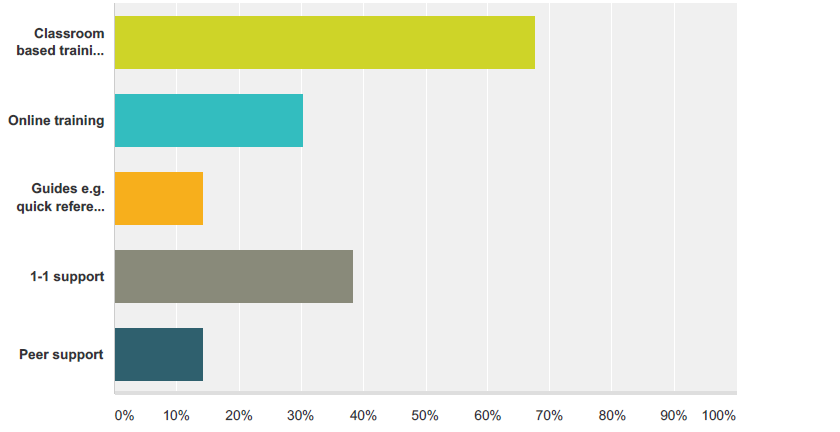 Classroom
based traini...
Online training
Guides e.g.
quick refere...
1-1 support
Peer support
0% 10% 20% 30% 40% 50% 60% 70% 80% 90% 100%